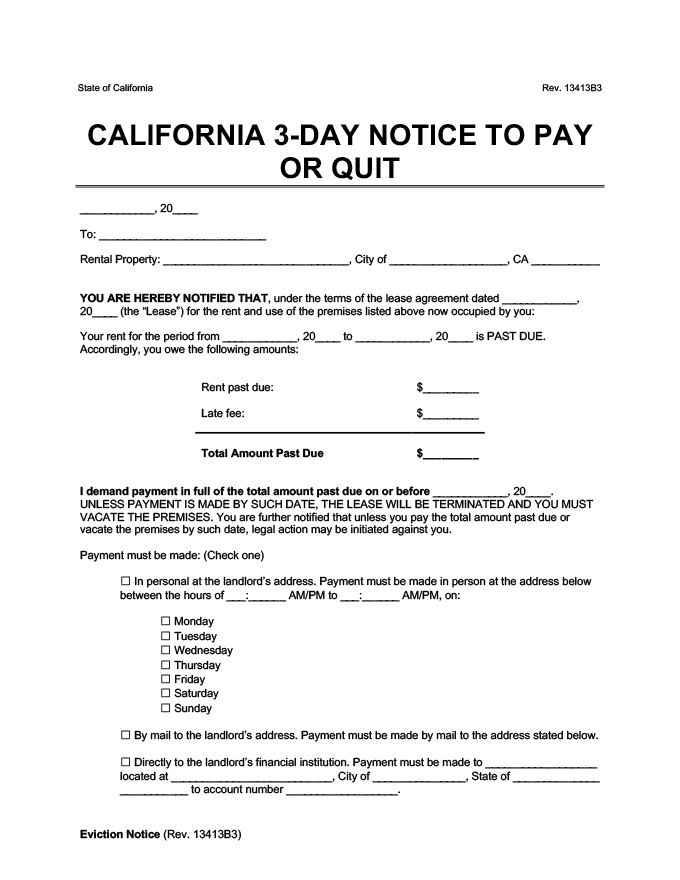 State of California Rev. 13413B3
CALIFORNIA 3-DAY NOTICE TO PAY
OR QUIT
____________, 20____
To: ___________________________
Rental Property: ______________________________, City of ___________________, CA ___________
YOU ARE HEREBY NOTIFIED THAT, under the terms of the lease agreement dated ____________,
20____ (the “Lease”) for the rent and use of the premises listed above now occupied by you:
Your rent for the period from ____________, 20____ to ____________, 20____ is PAST DUE.
Accordingly, you owe the following amounts:
Rent past due: $_________
Late fee: $_________
Total Amount Past Due $_________
I demand payment in full of the total amount past due on or before ____________, 20____.
UNLESS PAYMENT IS MADE BY SUCH DATE, THE LEASE WILL BE TERMINATED AND YOU MUST
VACATE THE PREMISES. You are further notified that unless you pay the total amount past due or
vacate the premises by such date, legal action may be initiated against you.
Payment must be made: (Check one)
☐ In personal at the landlord’s address. Payment must be made in person at the address below
between the hours of ___:______ AM/PM to ___:______ AM/PM, on:
☐ Monday
☐ Tuesday
☐ Wednesday
☐ Thursday
☐ Friday
☐ Saturday
☐ Sunday
☐ By mail to the landlord’s address. Payment must be made by mail to the address stated below.
☐ Directly to the landlord’s financial institution. Payment must be made to __________________
located at __________________________, City of _______________, State of ______________
___________ to account number __________________.
Eviction Notice (Rev. 13413B3)